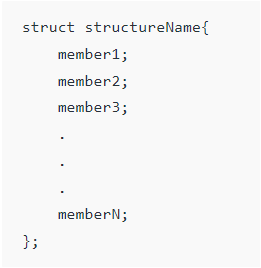 struct structureName{
    member1;
    member2;
    member3;
    .
    .
    .
    memberN;
};